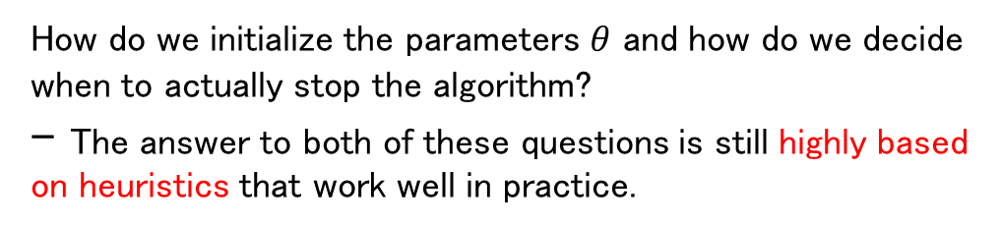 How do we initialize the parameters θ and how do we decide
when to actually stop the algorithm?
– The answer to both of these questions is still highly based
on heuristics that work well in practice.